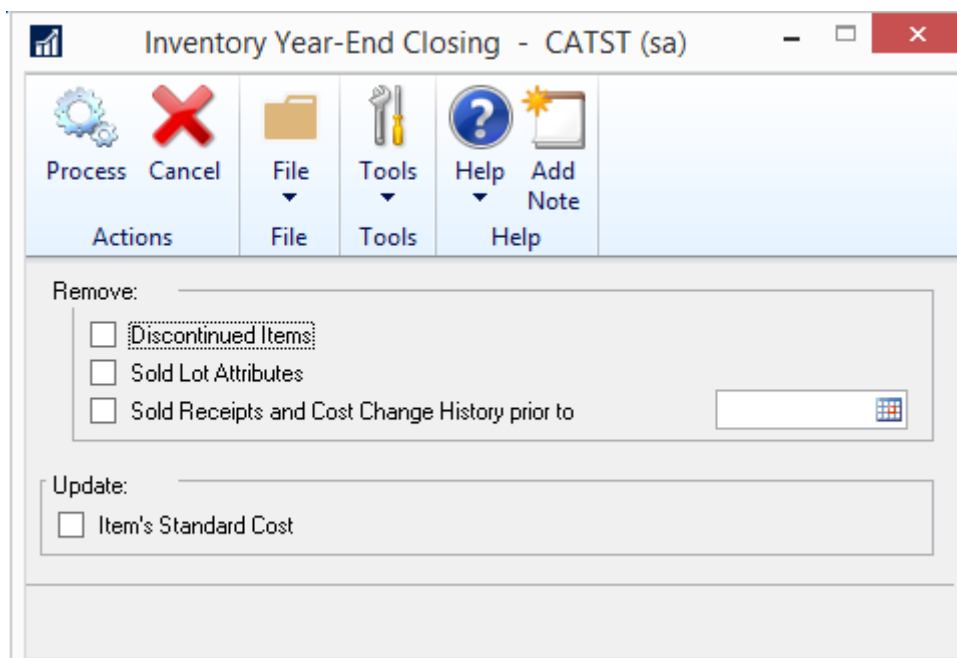 Inventory Year-End Closing - CATST (sa)
Process Cancel File Tools Help Add Note
Actions File Tools Help
Remove:
Discontinued Items
Sold Lot Attributes
Sold Receipts and Cost Change History prior to
Update:
Item's Standard Cost